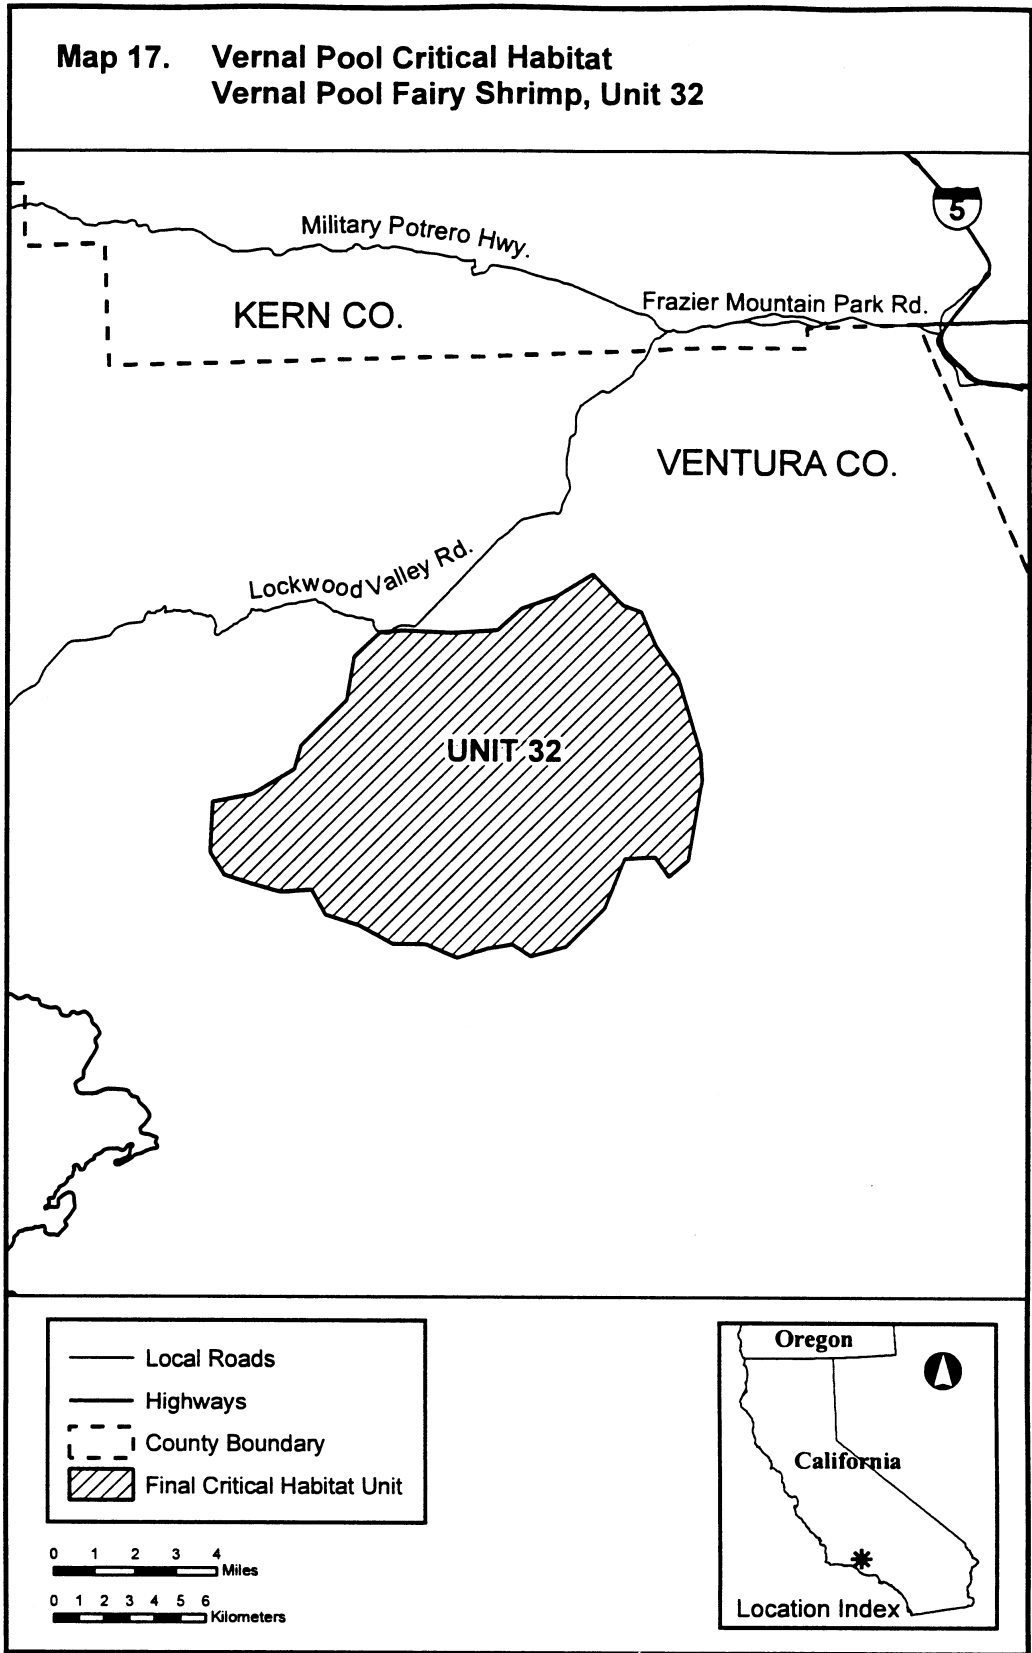 Map 17. Vernal Pool Critical Habitat
Vernal Pool Fairy Shrimp, Unit 32
5
Military Potrero Hwy.
Frazier Mountain Park Rd.
KERN CO.
VENTURA CO.
Lockwood Valley Rd.
UNIT 32
Local Roads
Highways
County Boundary
Final Critical Habitat Unit
0 1 2 3 4
Miles
0 1 2 3 4 5 6
Kilometers
Oregon
California
Location Index